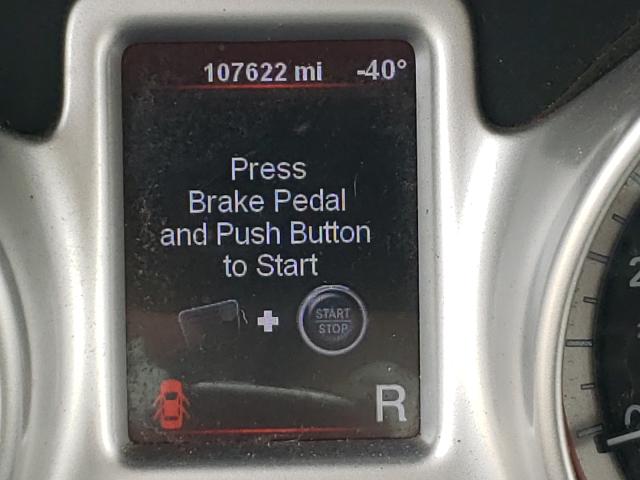 107622 mi -40°
Press
Brake Pedal
and Push Button
to Start
START
STOP
R